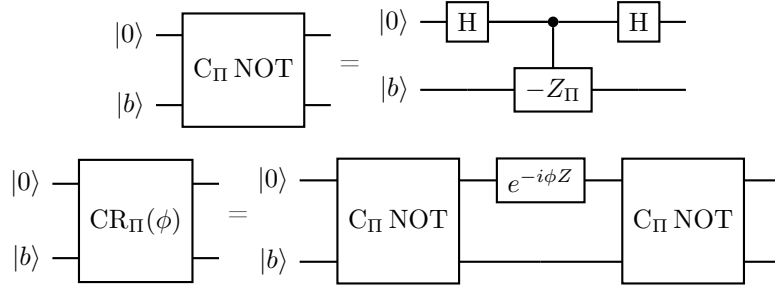 |0⟩ C_Π NOT = |0⟩ H H
|b⟩ |b⟩ −Z_Π
|0⟩ CR_Π(ϕ) = |0⟩ C_Π NOT e^{−iϕZ} C_Π NOT
|b⟩ |b⟩